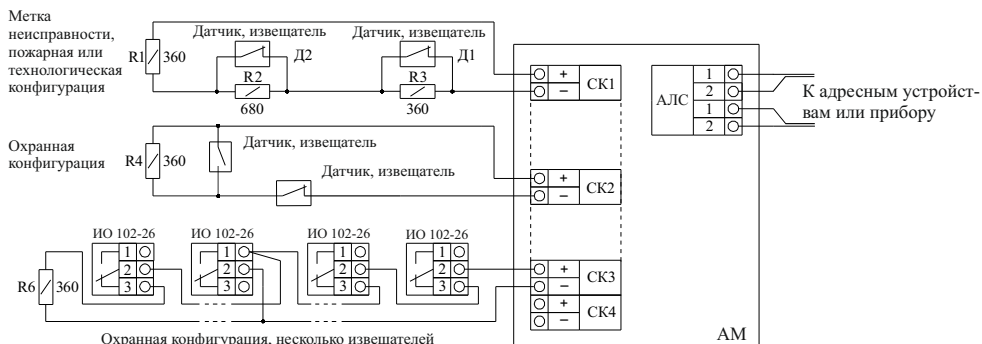 Метка
неисправности,
пожарная или
технологическая
конфигурация
R1 360
Датчик, извещатель
Д2
R2
680
Датчик, извещатель
Д1
R3
360
+
–
СК1
АЛС
1
2
1
2
К адресным устройст-
вам или прибору
Охранная
конфигурация
R4 360
Датчик, извещатель
Датчик, извещатель
+
–
СК2
ИО 102-26
1
2
3
ИО 102-26
1
2
3
ИО 102-26
1
2
3
ИО 102-26
1
2
3
R6 360
+
–
СК3
+
–
СК4
АМ
Охранная конфигурация, несколько извещателей